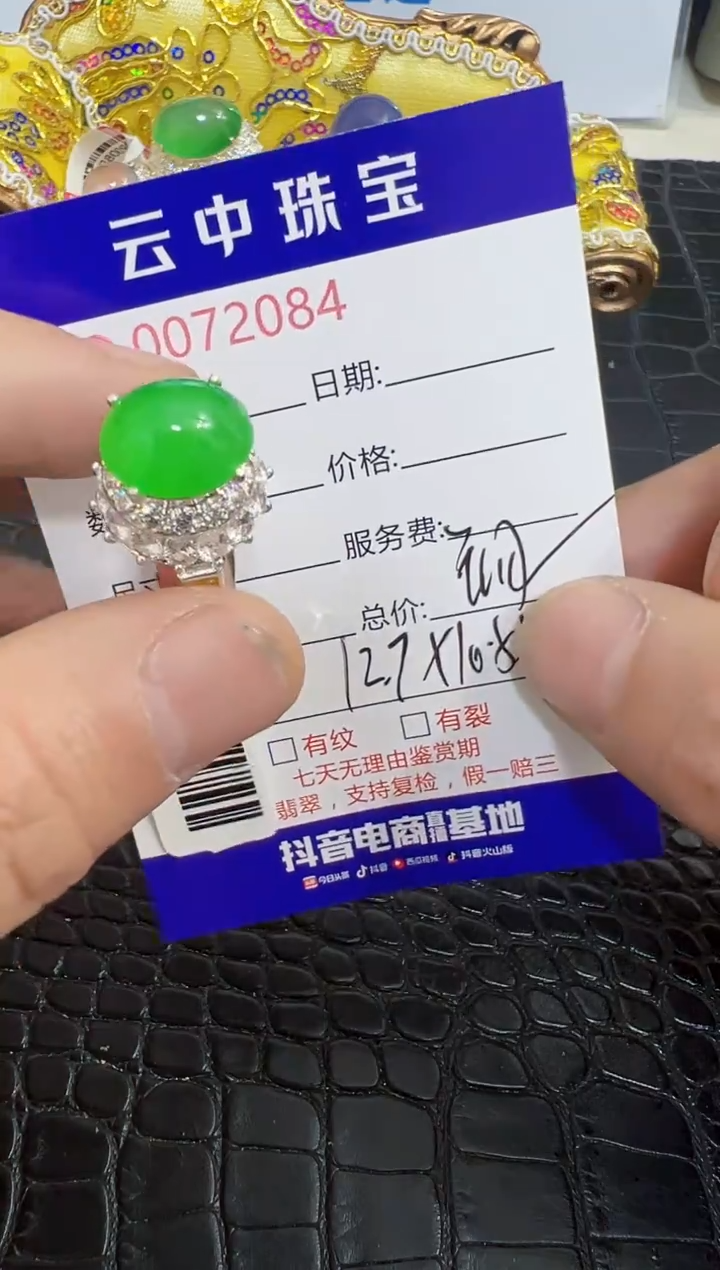 云中珠宝
0072084
日期:
价格:
服务费:
总价:
12.7X10.8
有纹 有裂
七天无理由鉴赏期
翡翠，支持复检，假一赔三
抖音电商直播基地
今日头条 抖音 西瓜视频 抖音火山版